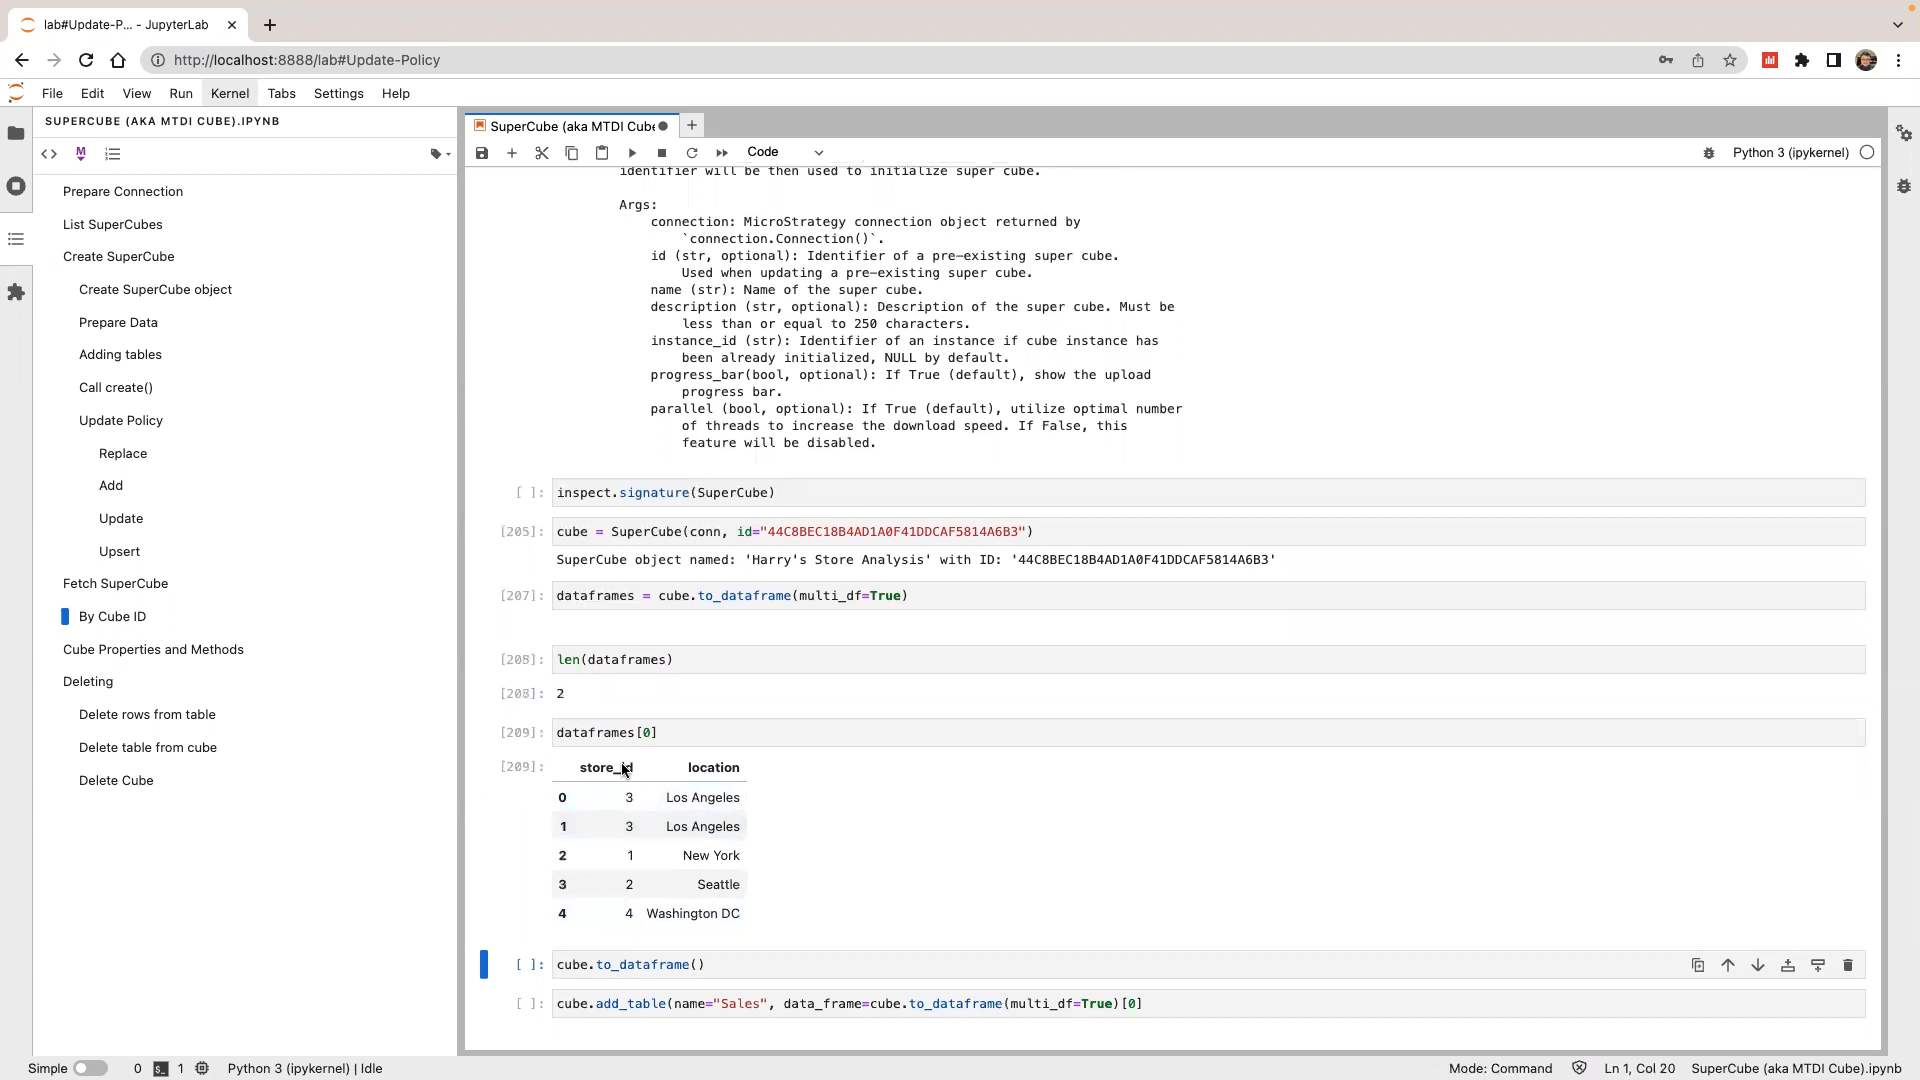 lab#Update-P... - JupyterLab
http://localhost:8888/lab#Update-Policy
File Edit View Run Kernel Tabs Settings Help
SUPERCUBE (AKA MTDI CUBE).IPYNB
Prepare Connection
List SuperCubes
Create SuperCube
Create SuperCube object
Prepare Data
Adding tables
Call create()
Update Policy
Replace
Add
Update
Upsert
Fetch SuperCube
By Cube ID
Cube Properties and Methods
Deleting
Delete rows from table
Delete table from cube
Delete Cube
SuperCube (aka MTDI Cube
Code
Python 3 (ipykernel)
identifier will be then used to initialize super cube.
Args:
connection: MicroStrategy connection object returned by
`connection.Connection()`.
id (str, optional): Identifier of a pre-existing super cube.
Used when updating a pre-existing super cube.
name (str): Name of the super cube.
description (str, optional): Description of the super cube. Must be
less than or equal to 250 characters.
instance_id (str): Identifier of an instance if cube instance has
been already initialized, NULL by default.
progress_bar(bool, optional): If True (default), show the upload
progress bar.
parallel (bool, optional): If True (default), utilize optimal number
of threads to increase the download speed. If False, this
feature will be disabled.
[ ]: inspect.signature(SuperCube)
[205]: cube = SuperCube(conn, id="44C8BEC18B4AD1A0F41DDCAF5814A6B3")
SuperCube object named: 'Harry's Store Analysis' with ID: '44C8BEC18B4AD1A0F41DDCAF5814A6B3'
[207]: dataframes = cube.to_dataframe(multi_df=True)
[208]: len(dataframes)
[208]: 2
[209]: dataframes[0]
[209]: store_id location
0 3 Los Angeles
1 3 Los Angeles
2 1 New York
3 2 Seattle
4 4 Washington DC
[ ]: cube.to_dataframe()
[ ]: cube.add_table(name="Sales", data_frame=cube.to_dataframe(multi_df=True)[0]
Simple 0 1 Python 3 (ipykernel) | Idle Mode: Command Ln 1, Col 20 SuperCube (aka MTDI Cube).ipynb